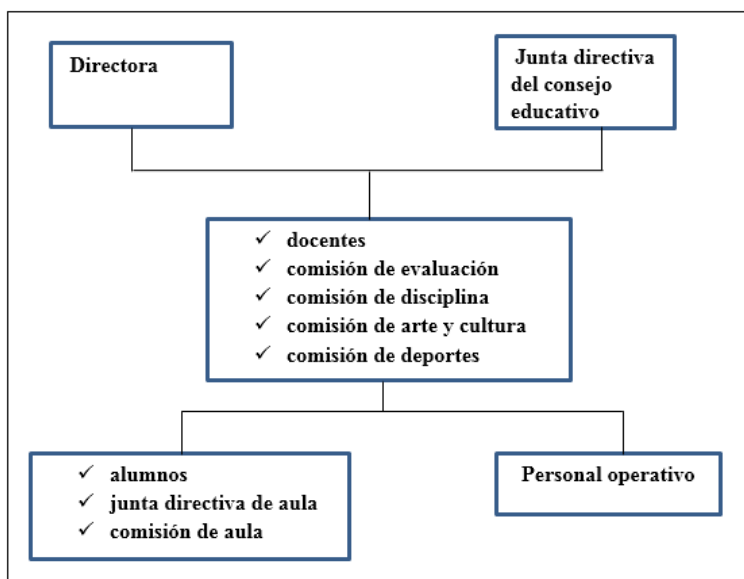 Directora
Junta directiva
del consejo
educativo
✓ docentes
✓ comisión de evaluación
✓ comisión de disciplina
✓ comisión de arte y cultura
✓ comisión de deportes
✓ alumnos
✓ junta directiva de aula
✓ comisión de aula
Personal operativo